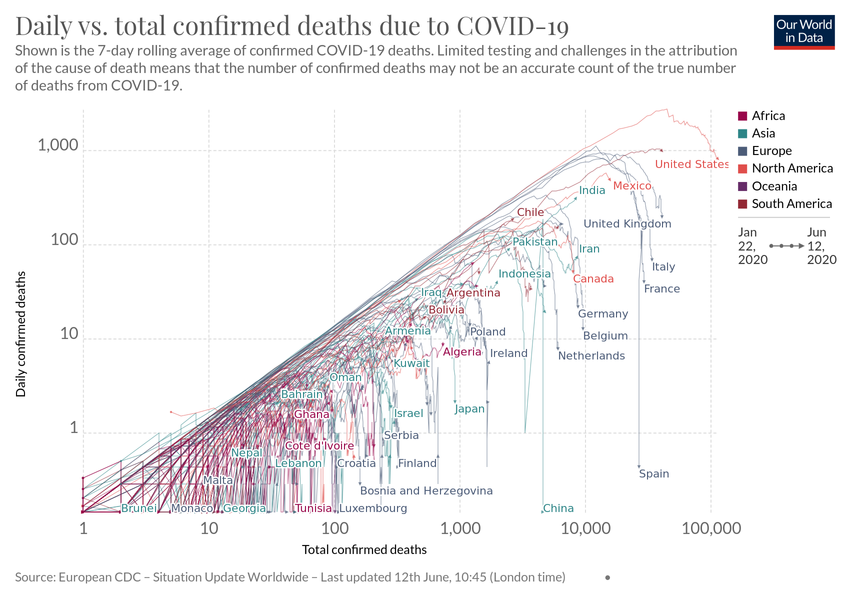 Daily vs. total confirmed deaths due to COVID-19
Our World
in Data
Shown is the 7-day rolling average of confirmed COVID-19 deaths. Limited testing and challenges in the attribution
of the cause of death means that the number of confirmed deaths may not be an accurate count of the true number
of deaths from COVID-19.
Daily confirmed deaths
1,000
100
10
1
United States
Mexico
India
Chile
United Kingdom
Pakistan
Iran
Italy
Indonesia
Canada
France
Iraq
Argentina
Bolivia
Germany
Armenia
Poland
Belgium
Algeria
Ireland
Netherlands
Kuwait
Oman
Bahrain
Ghana
Israel
Japan
Serbia
Cote d'Ivoire
Nepal
Lebanon
Croatia
Finland
Spain
Malta
Bosnia and Herzegovina
Brunei
Monaco
Georgia
Tunisia
Luxembourg
China
1
10
100
1,000
10,000
100,000
Total confirmed deaths
Africa
Asia
Europe
North America
Oceania
South America
Jan
22,
2020
Jun
12,
2020
Source: European CDC – Situation Update Worldwide – Last updated 12th June, 10:45 (London time)